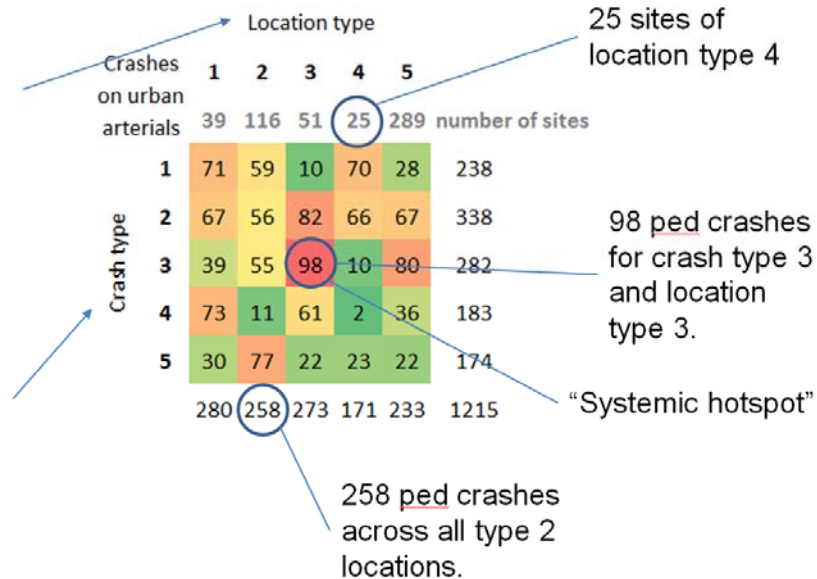 Location type
25 sites of
location type 4
Crashes
on urban
arterials
1 2 3 4 5
39 116 51 25 289 number of sites
Crash type
1 71 59 10 70 28 238
2 67 56 82 66 67 338
3 39 55 98 10 80 282
4 73 11 61 2 36 183
5 30 77 22 23 22 174
280 258 273 171 233 1215
98 ped crashes
for crash type 3
and location
type 3.
“Systemic hotspot”
258 ped crashes
across all type 2
locations.